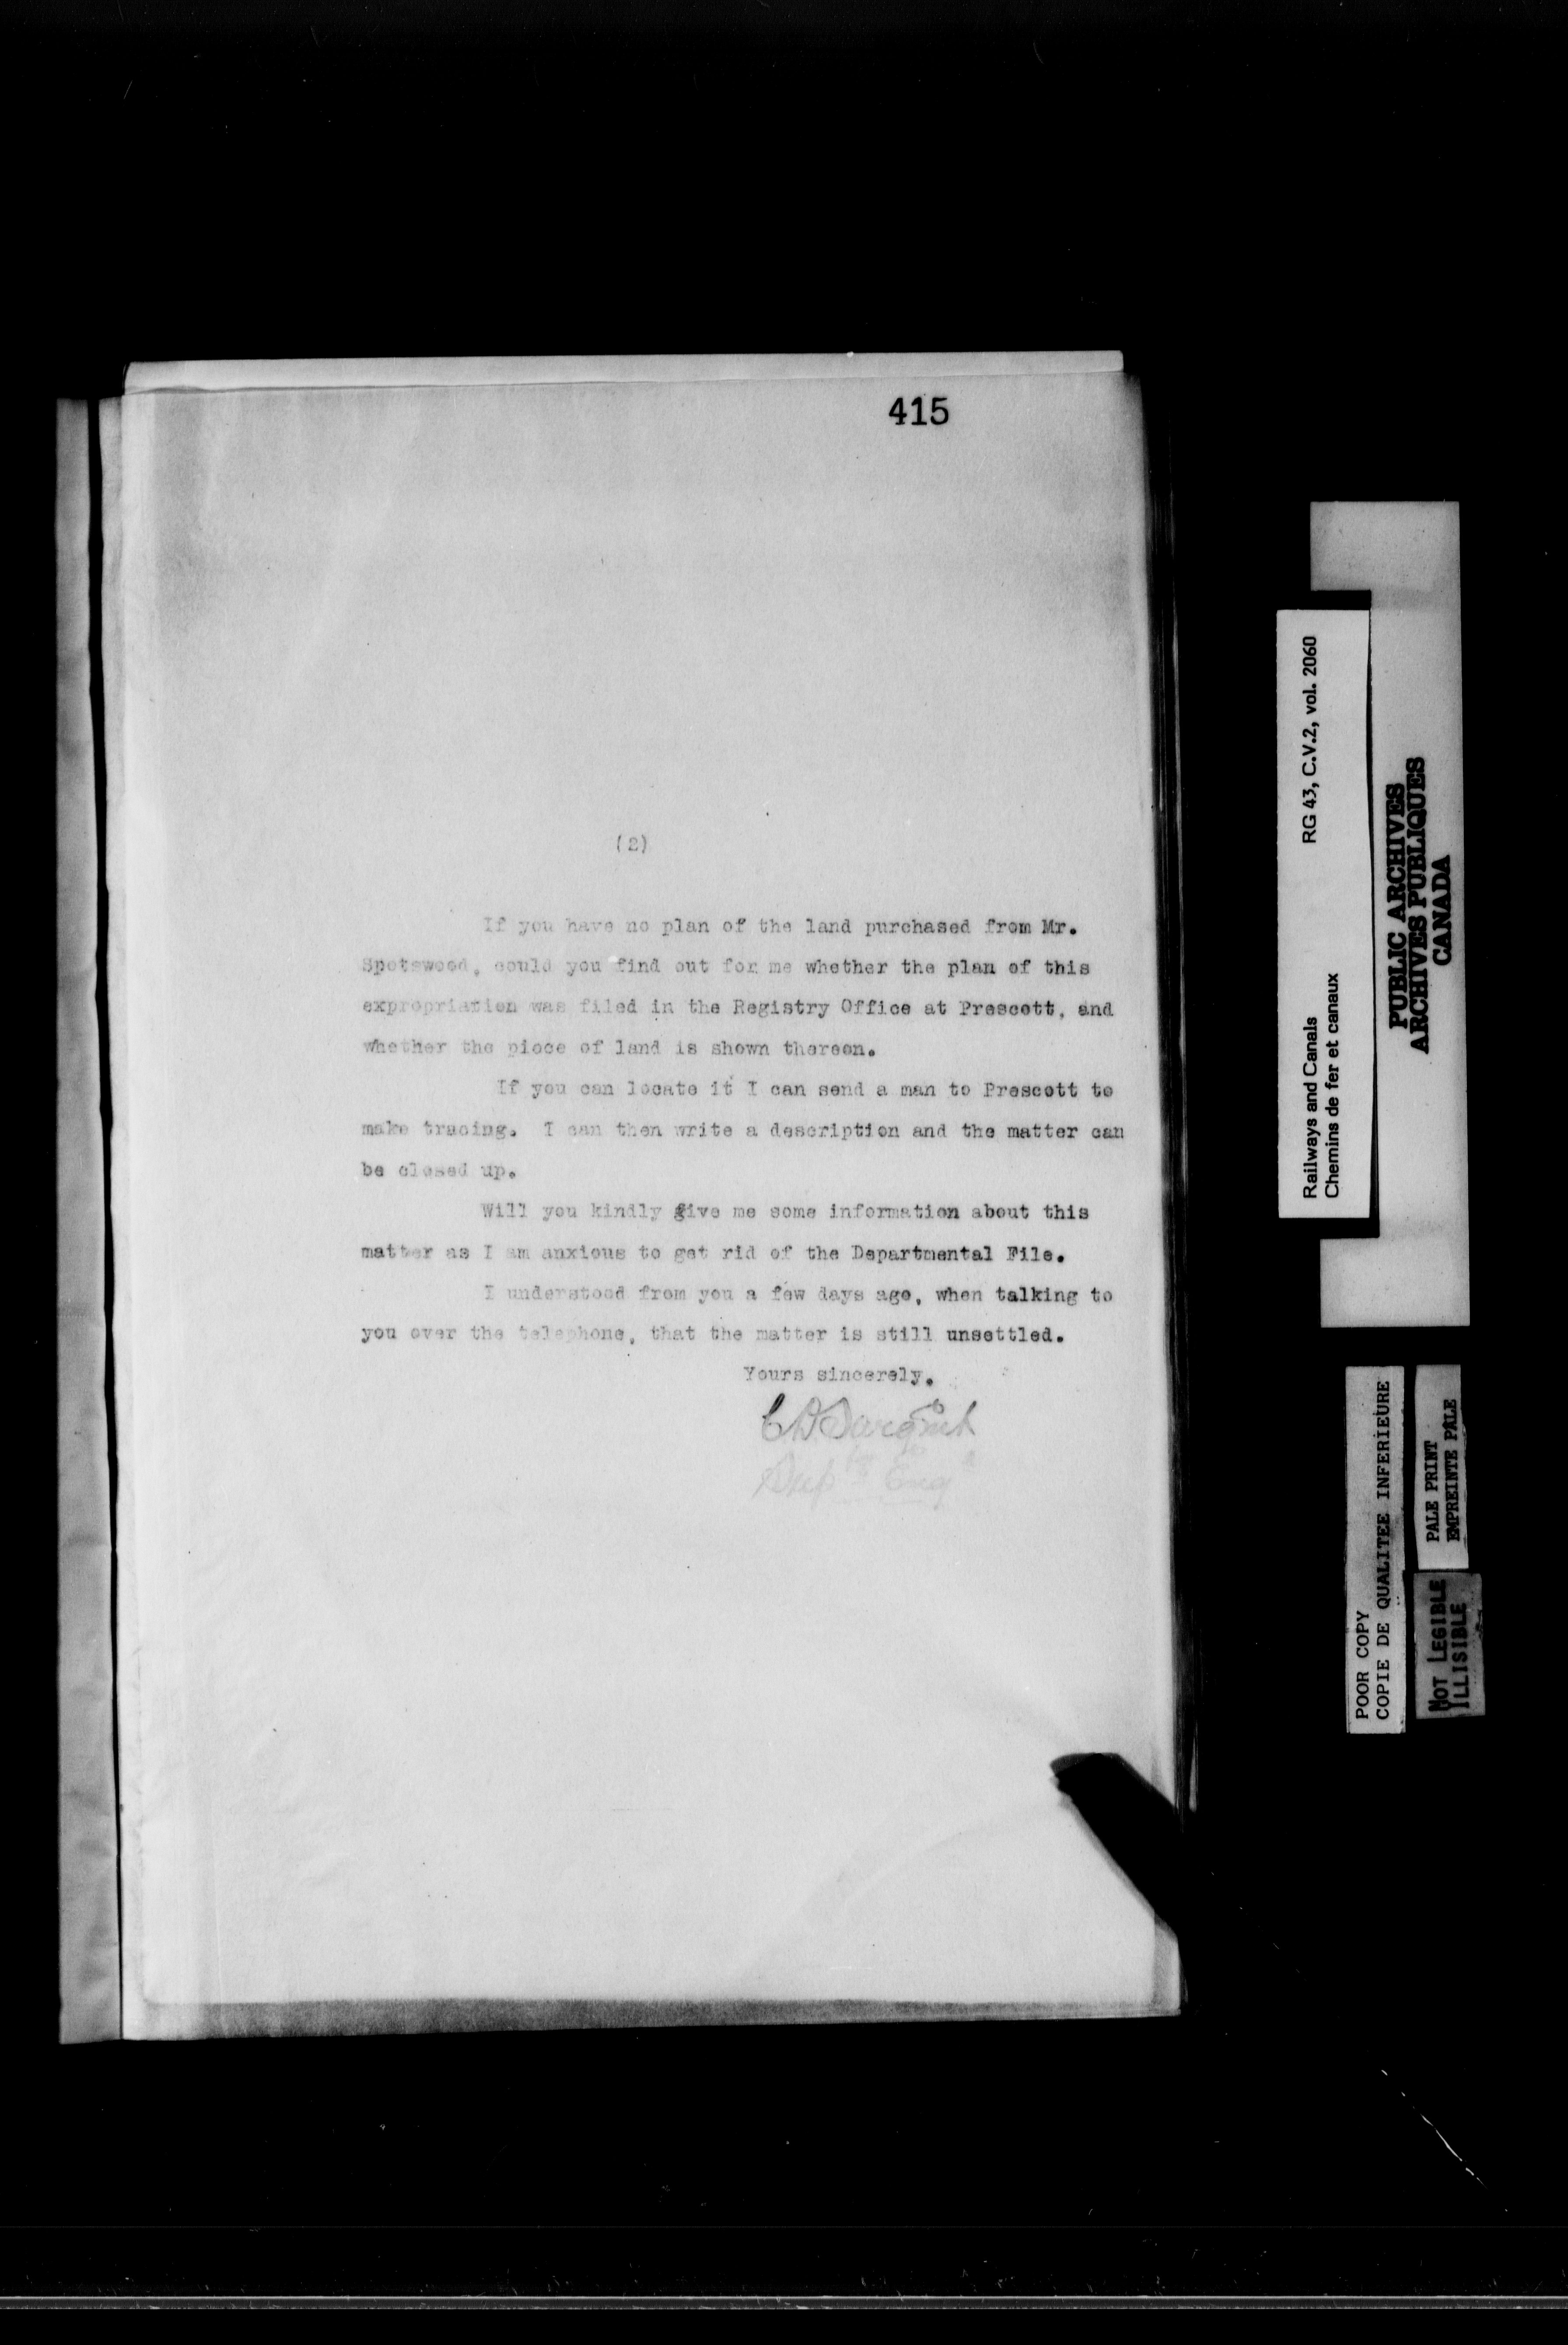 415
(2)
If you have no plan of the land purchased from Mr.
Spotswood, could you find out for me whether the plan of this
expropriation was filed in the Registry Office at Prescott, and
whether the piece of land is shown thereon.
If you can locate it I can send a man to Prescott to
make tracing. I can then write a description and the matter can
be closed up.
Will you kindly give me some information about this
matter as I am anxious to get rid of the Departmental File.
I understood from you a few days ago, when talking to
you over the telephone, that the matter is still unsettled.
Yours sincerely.
C D Sargent
Sup Eng
Railways and Canals RG 43, C.V.2, vol. 2060
Chemins de fer et canaux
PUBLIC ARCHIVES
ARCHIVES PUBLIQUES
CANADA
POOR COPY
COPIE DE QUALITEE INFERIEURE
PALE PRINT
EMPREINTE PALE
NOT LEGIBLE
ILLISIBLE